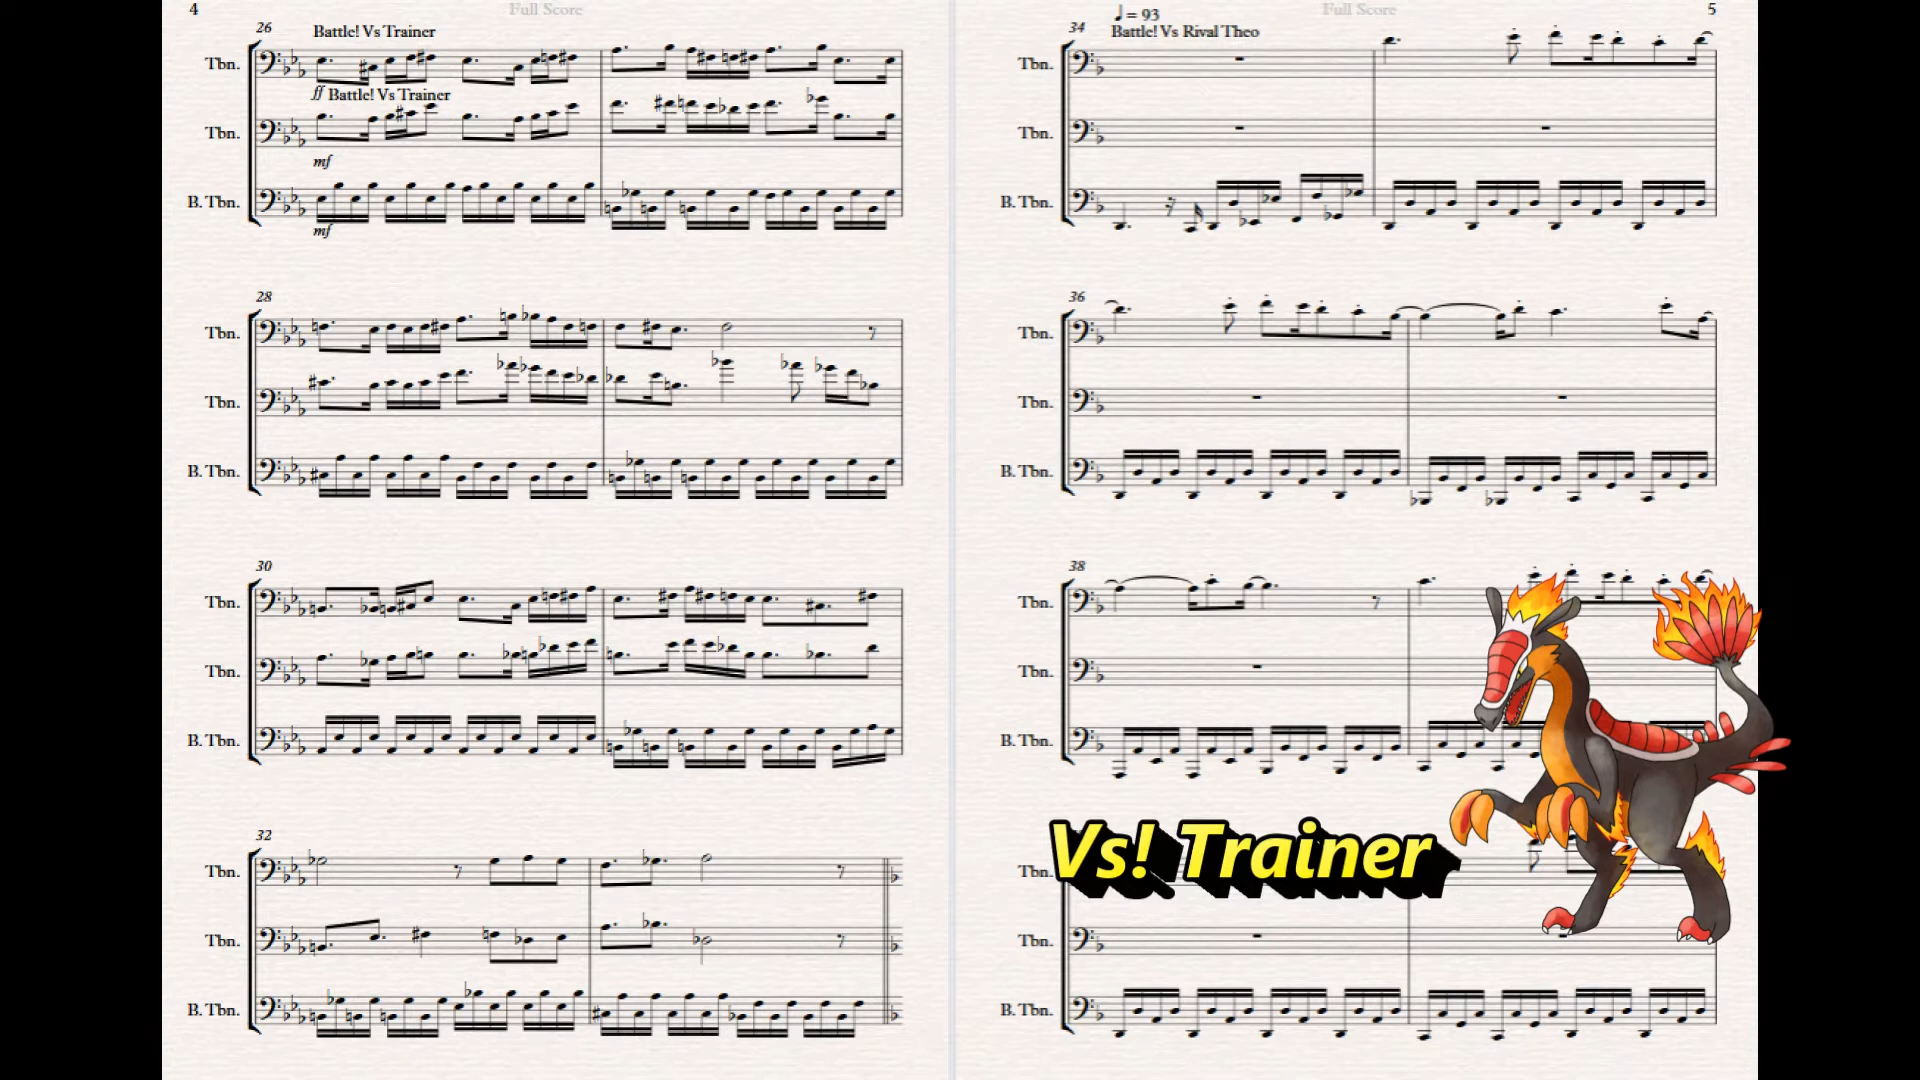 4
Full Score
26
Battle! Vs Trainer
Tbn.
ff Battle! Vs Trainer
Tbn.
mf
B. Tbn.
mf
28
Tbn.
Tbn.
B. Tbn.
30
Tbn.
Tbn.
B. Tbn.
32
Tbn.
Tbn.
B. Tbn.
Full Score
5
♩ = 93
34
Battle! Vs Rival Theo
Tbn.
Tbn.
B. Tbn.
36
Tbn.
Tbn.
B. Tbn.
38
Tbn.
Tbn.
B. Tbn.
Vs! Trainer
Tbn.
Tbn.
B. Tbn.